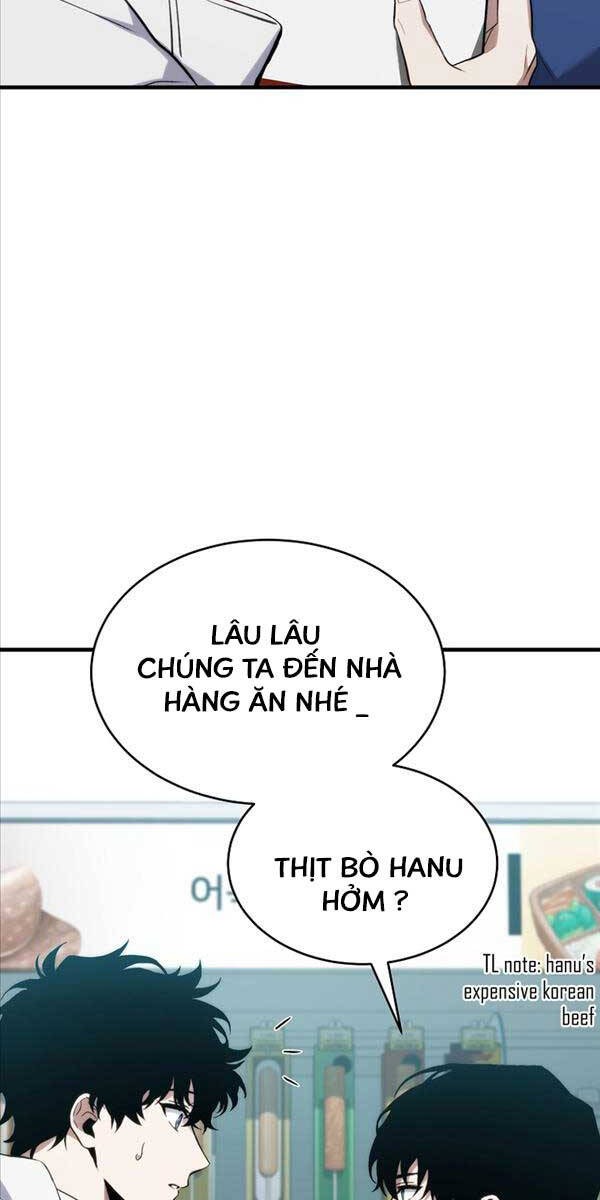 LÂU LÂU
CHÚNG TA ĐẾN NHÀ
HÀNG ĂN NHÉ _
THỊT BÒ HANU
HỞM ?
TL note: hanu's
expensive korean
beef